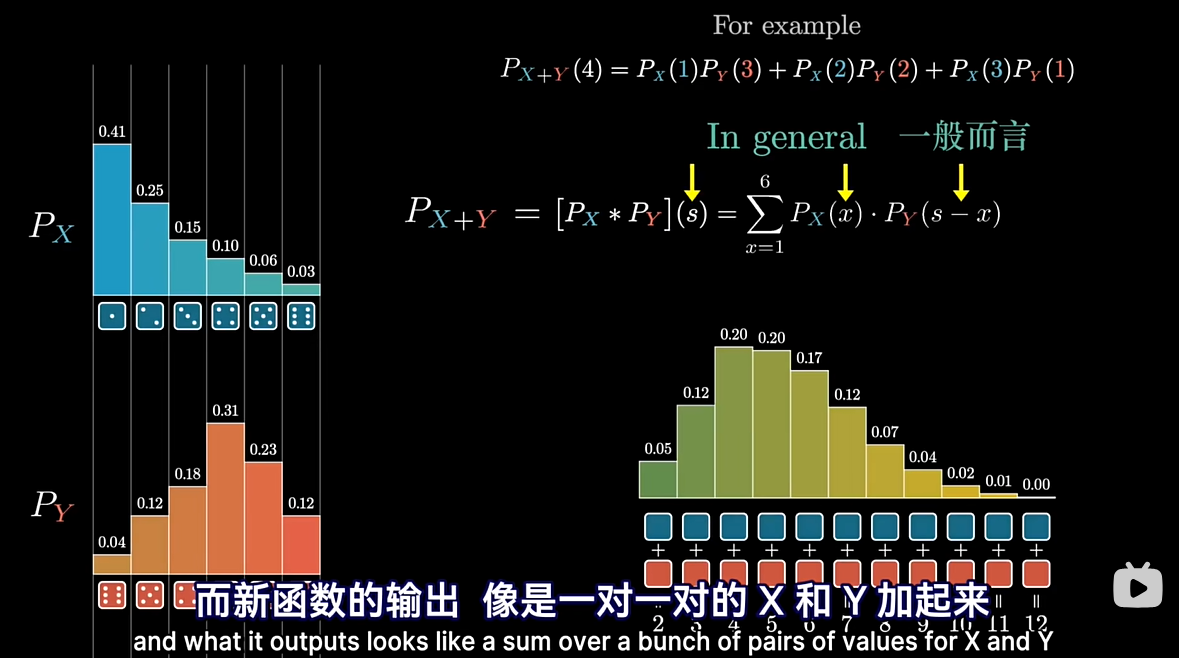 For example
P_{X+Y}(4) = P_X(1)P_Y(3) + P_X(2)P_Y(2) + P_X(3)P_Y(1)
In general 一般而言
P_{X+Y} = [P_X ∗ P_Y](s) = \sum_{x=1}^{6} P_X(x) · P_Y(s − x)
P_X
0.41 0.25 0.15 0.10 0.06 0.03
P_Y
0.04 0.12 0.18 0.31 0.23 0.12
0.05 0.12 0.20 0.20 0.17 0.12 0.07 0.04 0.02 0.01 0.00
+ + + + + + + + + + +
2 3 4 5 6 7 8 9 10 11 12
而新函数的输出 像是一对一对的 X 和 Y 加起来
and what it outputs looks like a sum over a bunch of pairs of values for X and Y